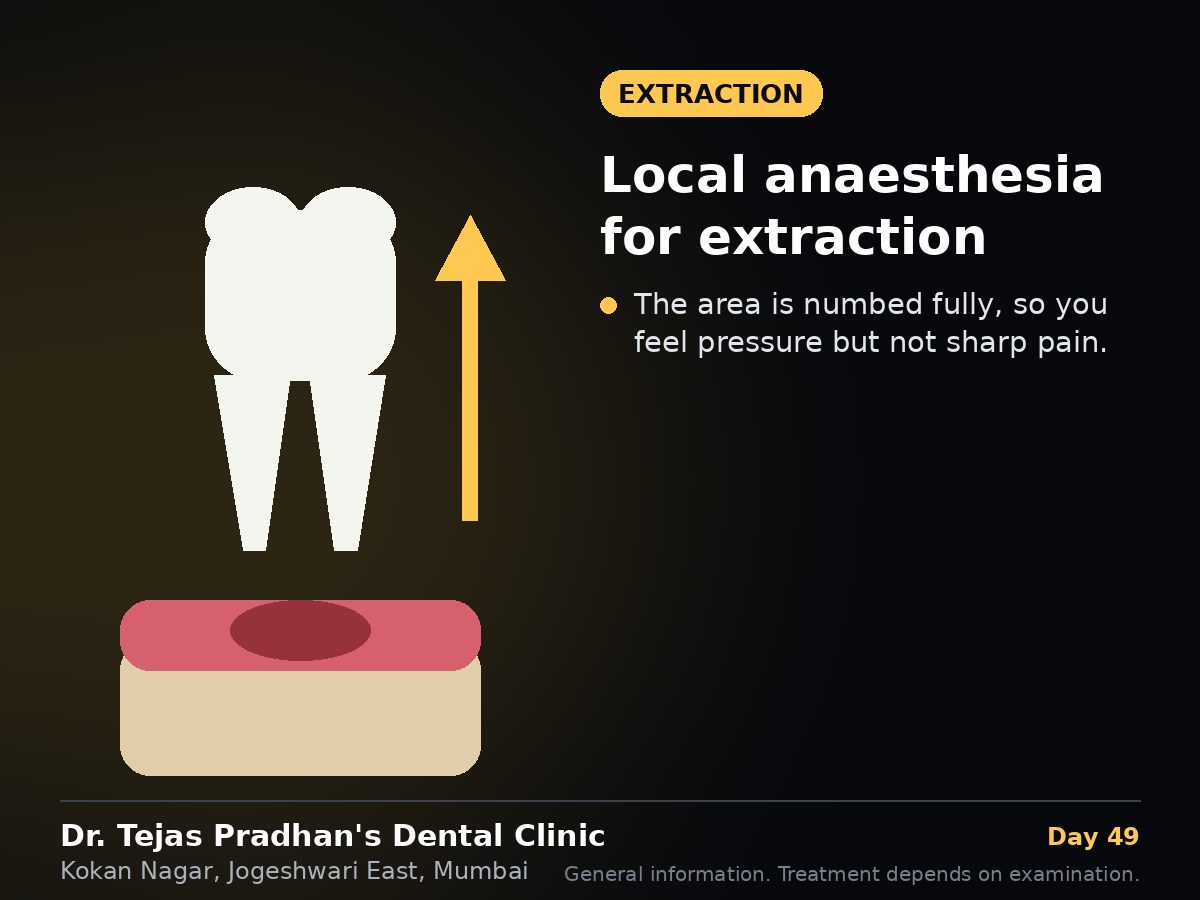 EXTRACTION
Local anaesthesia
for extraction
The area is numbed fully, so you
feel pressure but not sharp pain.
Dr. Tejas Pradhan's Dental Clinic
Day 49
Kokan Nagar, Jogeshwari East, Mumbai
General information. Treatment depends on examination.